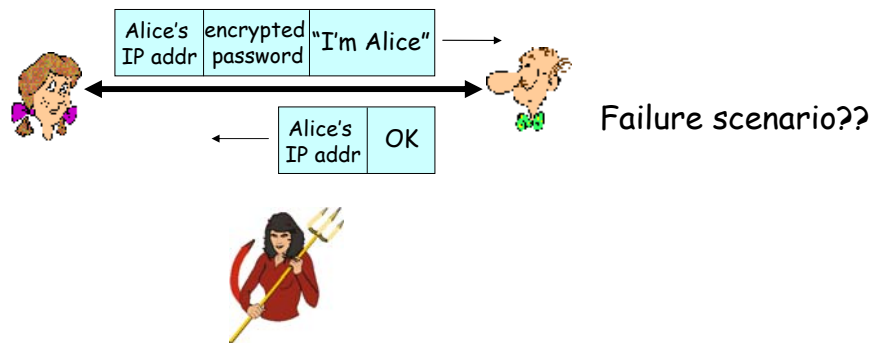 Alice's
IP addr
encrypted
password
"I'm Alice"
Alice's
IP addr
OK
Failure scenario??